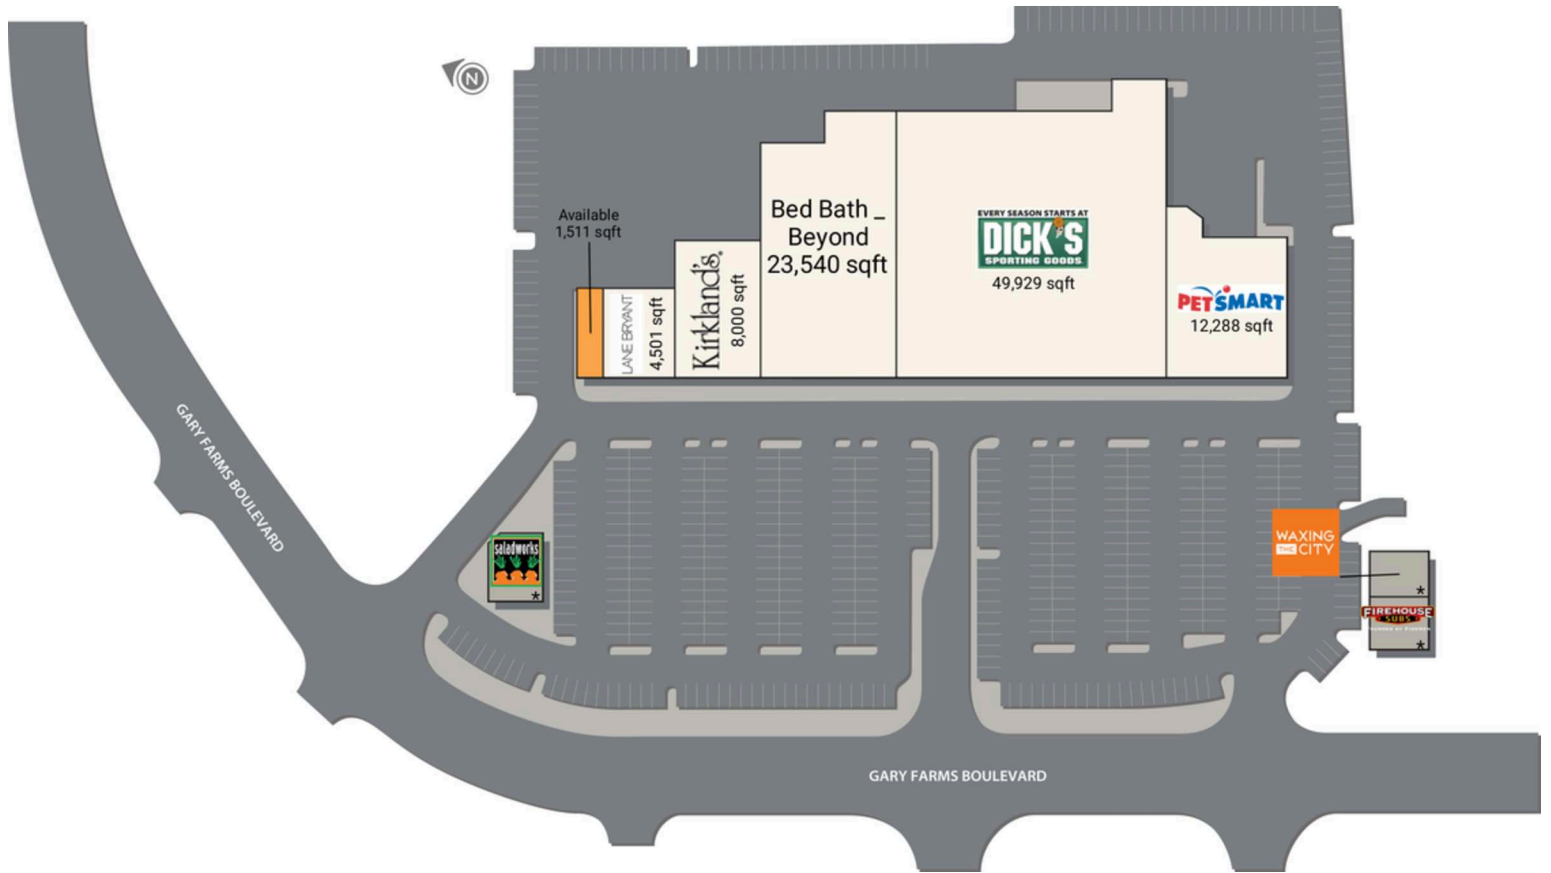 N
Available
1,511 sqft
LANE BRYANT
4,501 sqft
Kirkland's
8,000 sqft
Bed Bath _
Beyond
23,540 sqft
EVERY SEASON STARTS AT
DICK'S
SPORTING GOODS
49,929 sqft
PETSMART
12,288 sqft
GARY FARMS BOULEVARD
saladworks
*
WAXING
THE CITY
*
FIREHOUSE
SUBS
*
GARY FARMS BOULEVARD